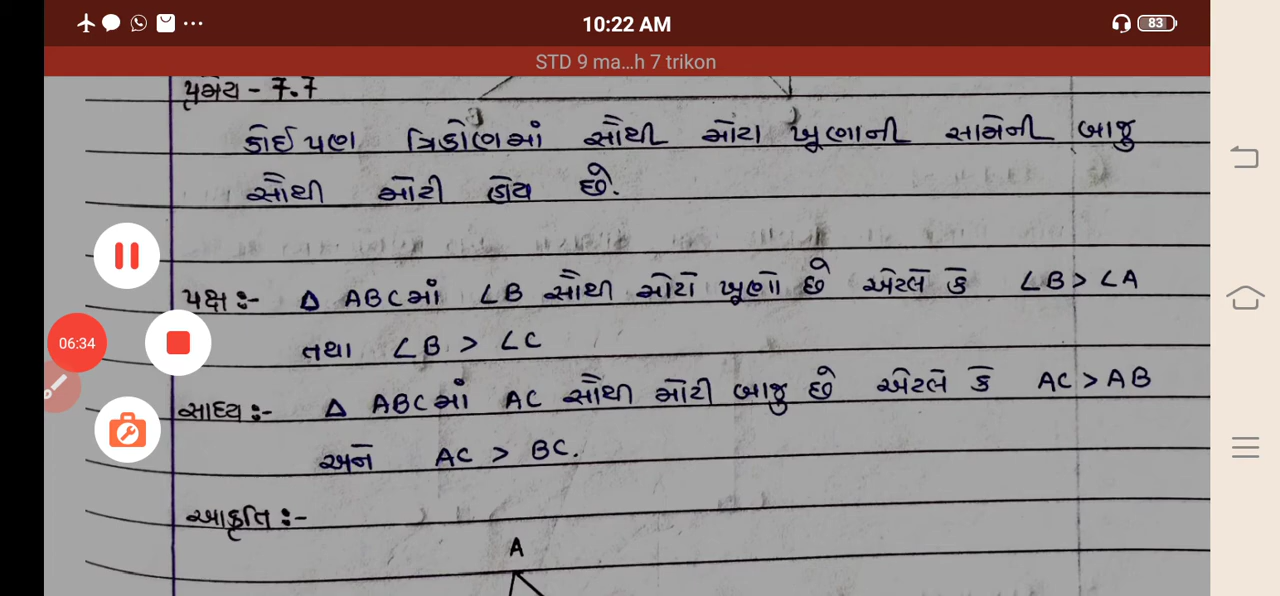 10:22 AM
83
STD 9 ma...h 7 trikon
પ્રમેય - 7.7
કોઈપણ ત્રિકોણમાં સૌથી મોટા ખૂણાની સામેની બાજુ
સૌથી મોટી હોય છે.
પક્ષ :- Δ ABCમાં ∠B સૌથી મોટો ખૂણો છે એટલે કે ∠B > ∠A
તથા ∠B > ∠C
06:34
સાધ્ય :- Δ ABCમાં AC સૌથી મોટી બાજુ છે એટલે કે AC > AB
અને AC > BC.
આકૃતિ :-
A